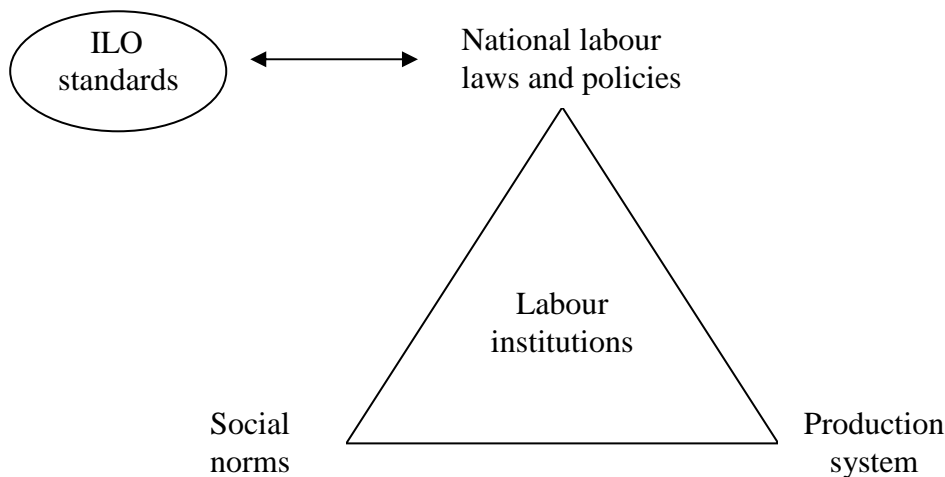 ILO
standards
National labour
laws and policies
Labour
institutions
Social
norms
Production
system